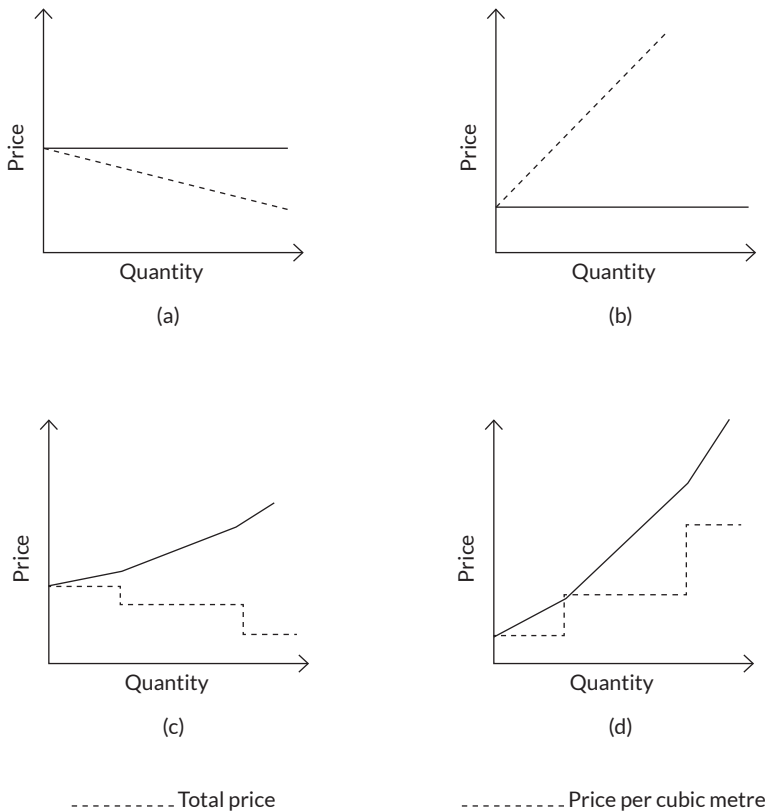 Price
Quantity
(a)
Price
Quantity
(b)
Price
Quantity
(c)
Price
Quantity
(d)
Total price
Price per cubic metre